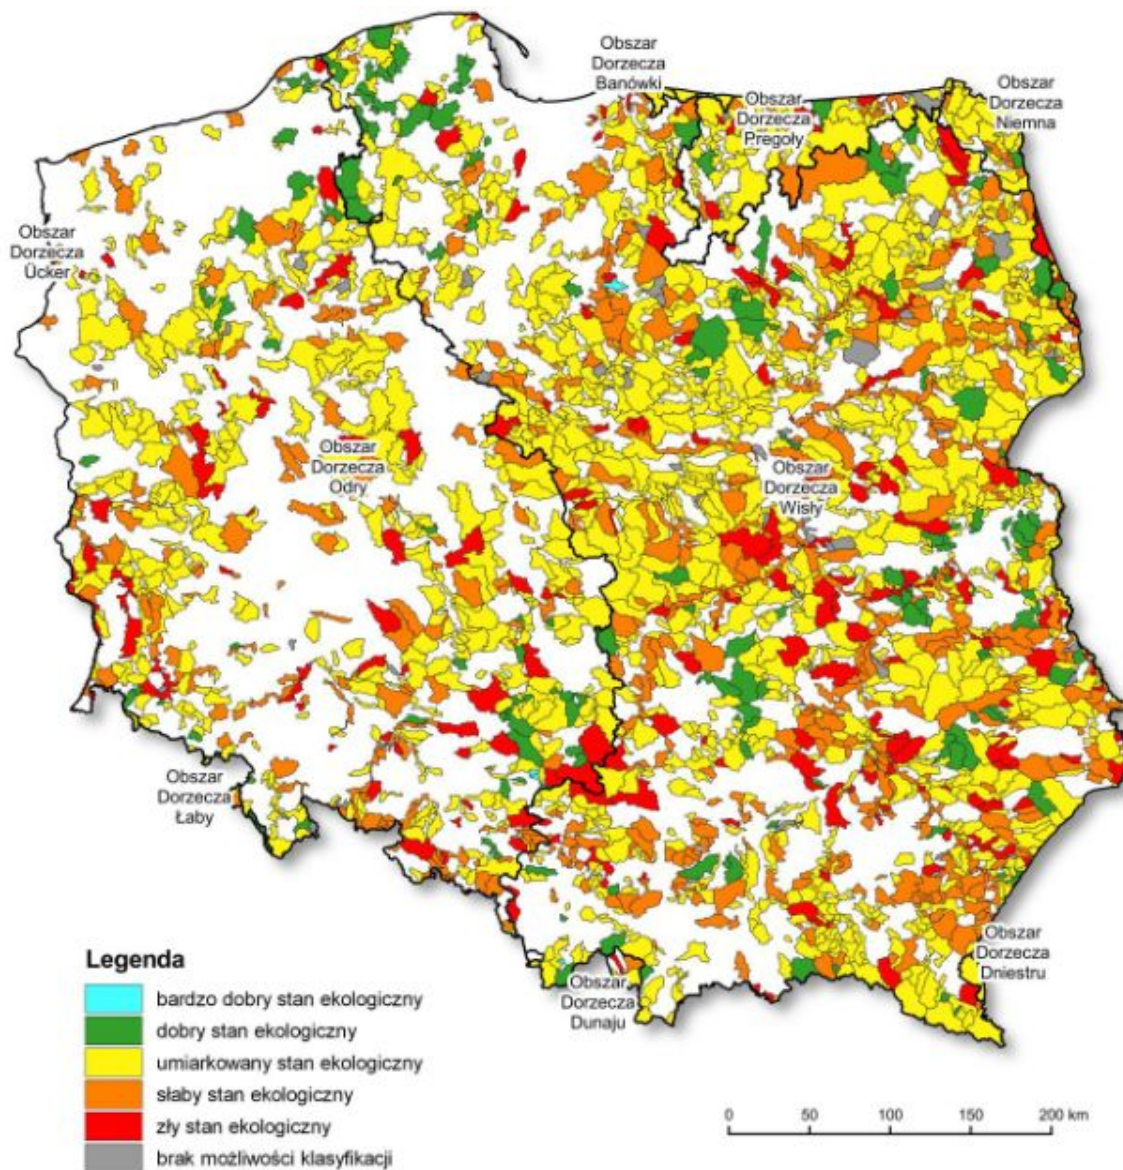 Obszar
Dorzecza
Banówki
Obszar
Dorzecza
Niemna
Obszar
Dorzecza
Pregoły
Obszar
Dorzecza
Ücker
Obszar
Dorzecza
Odry
Obszar
Dorzecza
Wisły
Obszar
Dorzecza
Łaby
Obszar
Dorzecza
Dniestru
Obszar
Dorzecza
Dunaju
Legenda
bardzo dobry stan ekologiczny
dobry stan ekologiczny
umiarkowany stan ekologiczny
słaby stan ekologiczny
zły stan ekologiczny
brak możliwości klasyfikacji
0 50 100 150 200 km